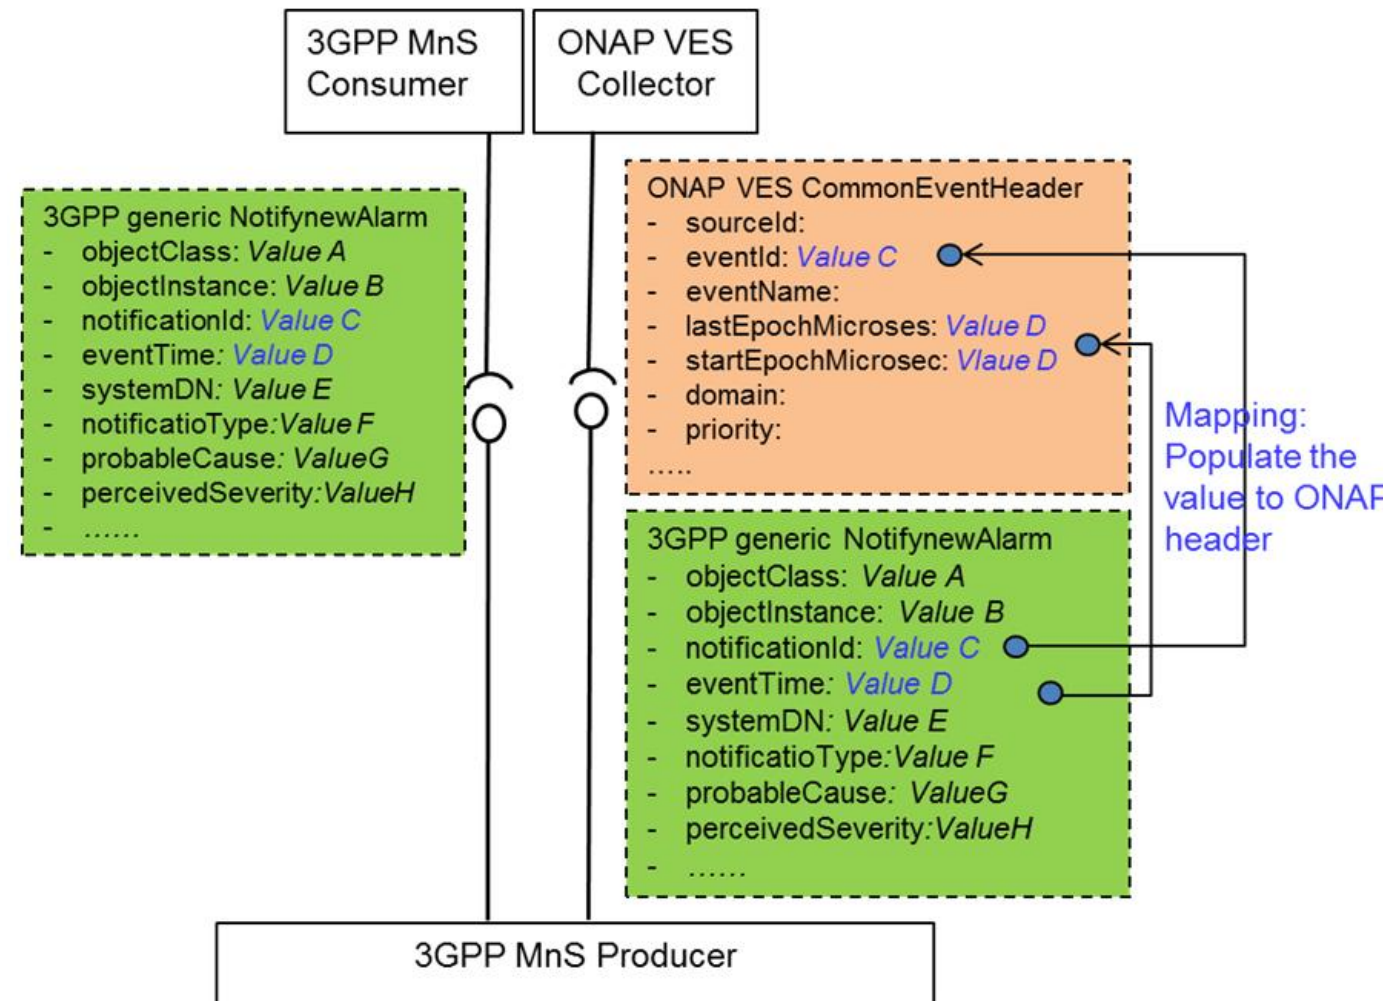 3GPP MnS
Consumer
ONAP VES
Collector
3GPP generic NotifynewAlarm
- objectClass: Value A
- objectInstance: Value B
- notificationId: Value C
- eventTime: Value D
- systemDN: Value E
- notificatioType:Value F
- probableCause: ValueG
- perceivedSeverity:ValueH
- ......
ONAP VES CommonEventHeader
- sourceId:
- eventId: Value C
- eventName:
- lastEpochMicroses: Value D
- startEpochMicrosec: Vlaue D
- domain:
- priority:
.....
Mapping:
Populate the
value to ONAP
header
3GPP generic NotifynewAlarm
- objectClass: Value A
- objectInstance: Value B
- notificationId: Value C
- eventTime: Value D
- systemDN: Value E
- notificatioType:Value F
- probableCause: ValueG
- perceivedSeverity:ValueH
- ......
3GPP MnS Producer